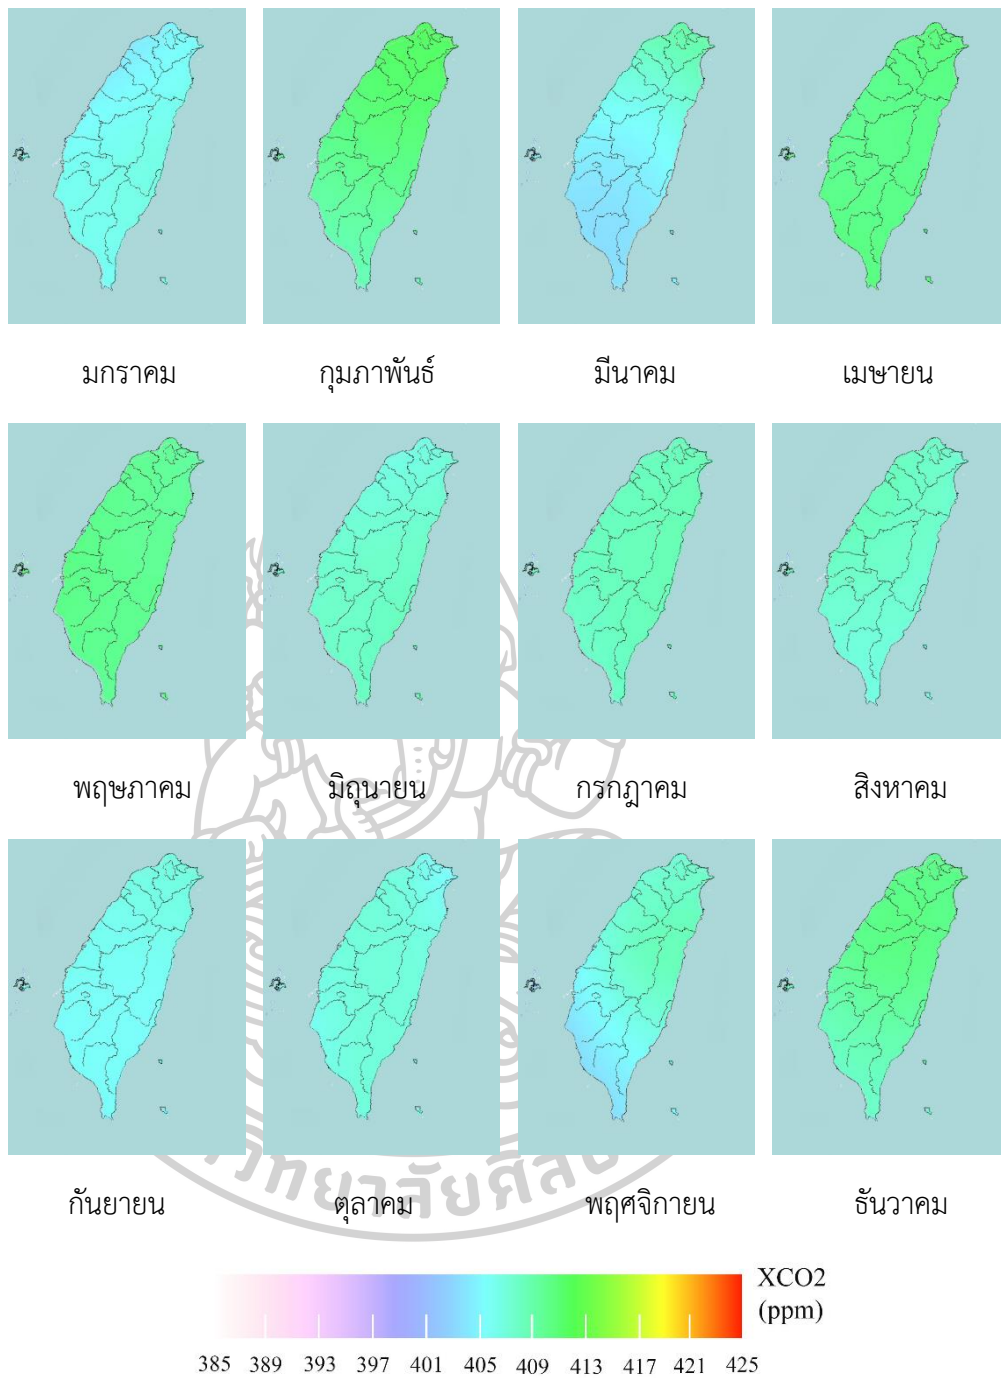 มกราคม กุมภาพันธ์ มีนาคม เมษายน
พฤษภาคม มิถุนายน กรกฎาคม สิงหาคม
กันยายน ตุลาคม พฤศจิกายน ธันวาคม
XCO2
(ppm)
385 389 393 397 401 405 409 413 417 421 425